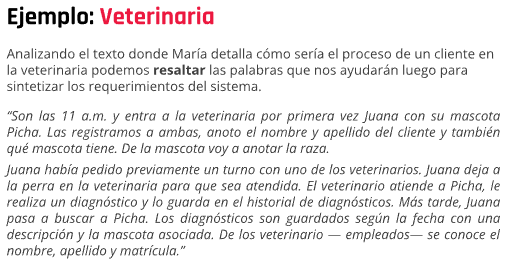 Ejemplo: Veterinaria
Analizando el texto donde María detalla cómo sería el proceso de un cliente en
la veterinaria podemos resaltar las palabras que nos ayudarán luego para
sintetizar los requerimientos del sistema.
“Son las 11 a.m. y entra a la veterinaria por primera vez Juana con su mascota
Picha. Las registramos a ambas, anoto el nombre y apellido del cliente y también
qué mascota tiene. De la mascota voy a anotar la raza.
Juana había pedido previamente un turno con uno de los veterinarios. Juana deja a
la perra en la veterinaria para que sea atendida. El veterinario atiende a Picha, le
realiza un diagnóstico y lo guarda en el historial de diagnósticos. Más tarde, Juana
pasa a buscar a Picha. Los diagnósticos son guardados según la fecha con una
descripción y la mascota asociada. De los veterinario — empleados— se conoce el
nombre, apellido y matrícula.”